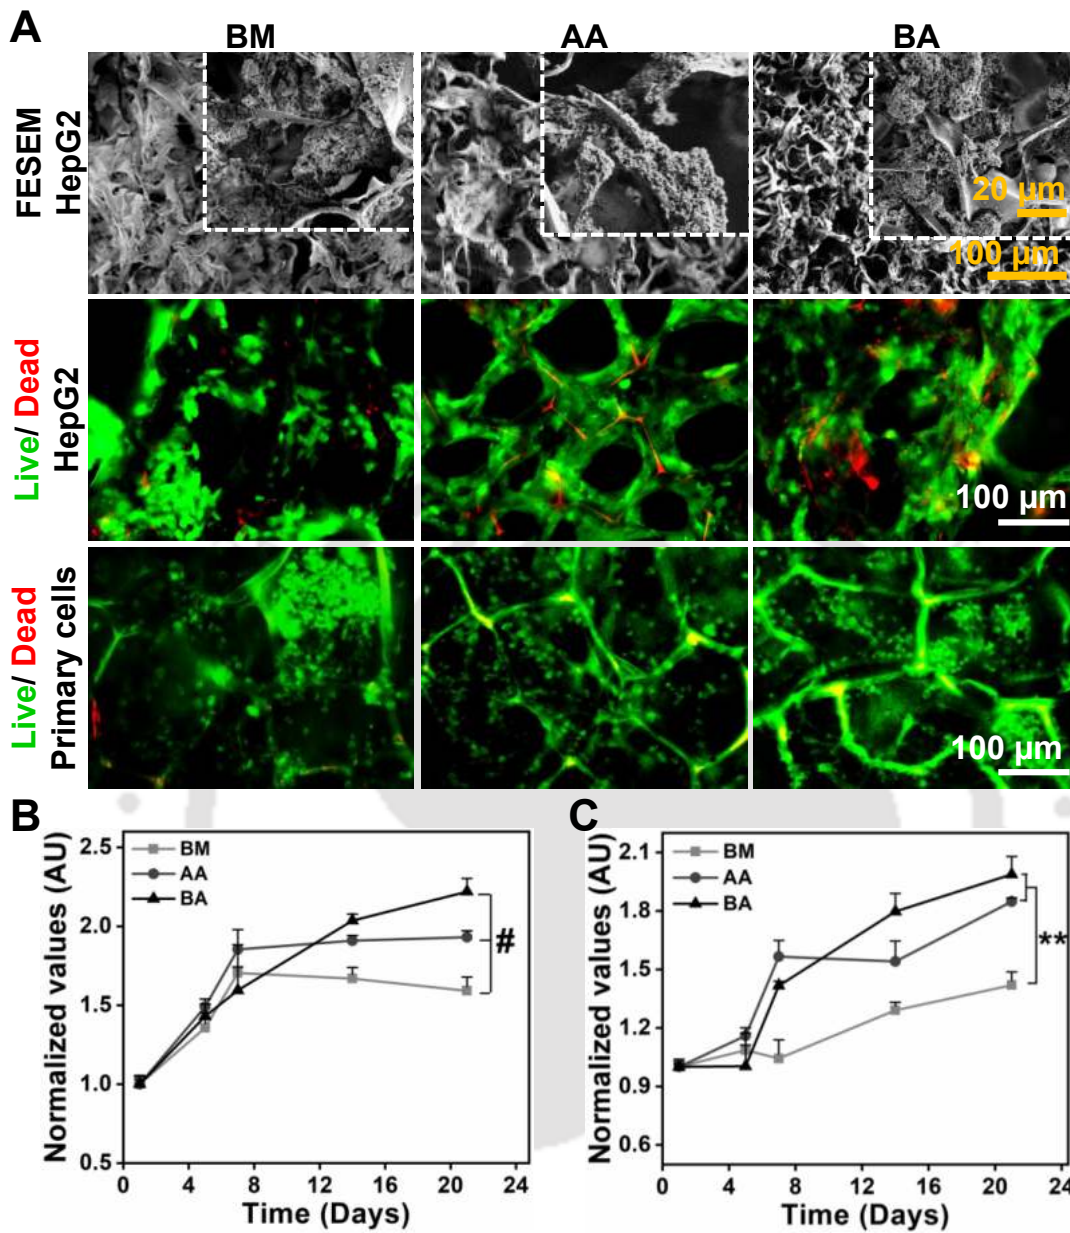 A
BM AA BA
FESEM
HepG2
20 µm
100 µm
Live/ Dead
HepG2
100 µm
Live/ Dead
Primary cells
100 µm
B
Normalized values (AU)
2.5
2.0
1.5
1.0
0.5
BM
AA
BA
#
0 4 8 12 16 20 24
Time (Days)
C
Normalized values (AU)
2.1
1.8
1.5
1.2
0.9
0.6
BM
AA
BA
**
0 4 8 12 16 20 24
Time (Days)